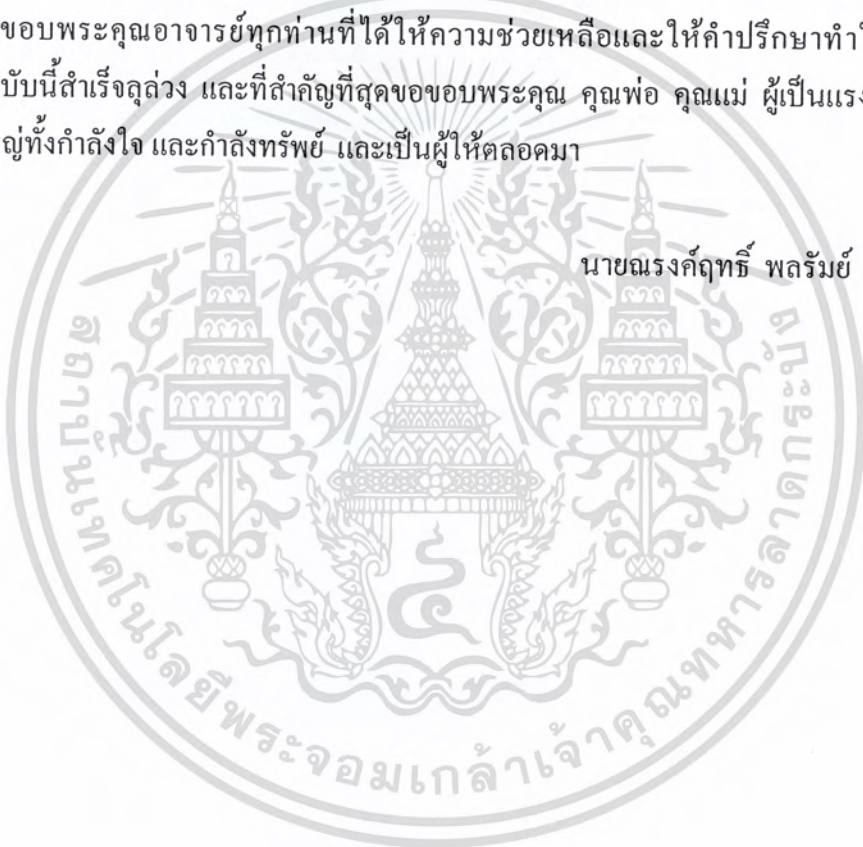 ขอบพระคุณอาจารย์ทุกท่านที่ได้ให้ความช่วยเหลือและให้คำปรึกษาทำ
บับนี้สำเร็จลุล่วง และที่สำคัญที่สุดขอขอบพระคุณ คุณพ่อ คุณแม่ ผู้เป็นแรง
ญ่ทั้งกำลังใจ และกำลังทรัพย์ และเป็นผู้ให้ตลอดมา
นายณรงค์ฤทธิ์ พลรัมย์
สถาบันเทคโนโลยีพระจอมเกล้าเจ้าคุณทหารลาดกระบัง